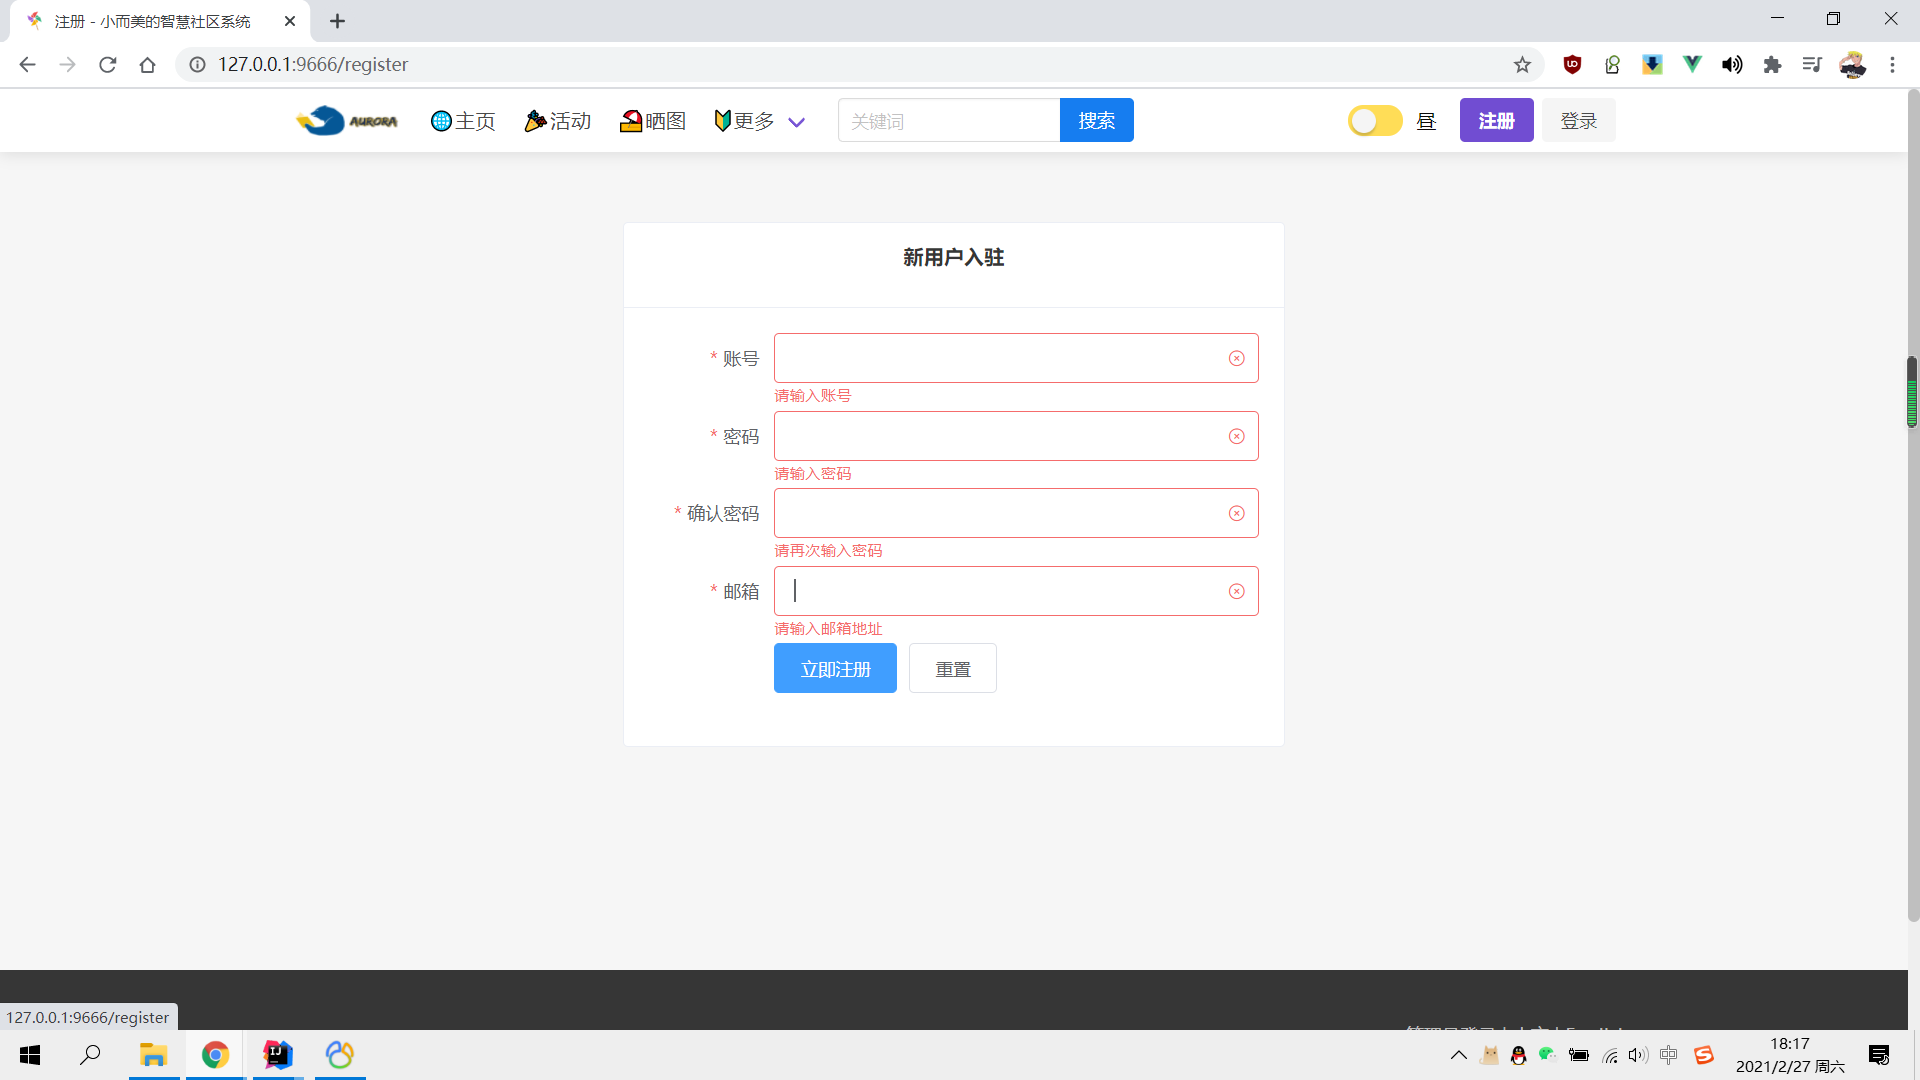 注册 - 小而美的智慧社区系统
127.0.0.1:9666/register
AURORA
主页
活动
晒图
更多
关键词
搜索
昼
注册
登录
新用户入驻
* 账号
请输入账号
* 密码
请输入密码
* 确认密码
请再次输入密码
* 邮箱
请输入邮箱地址
立即注册
重置
127.0.0.1:9666/register
中
18:17
2021/2/27 周六